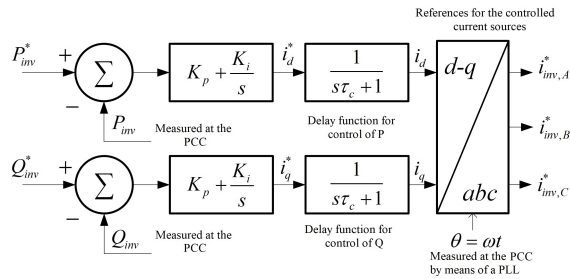 References for the controlled
current sources
P*inv
+
−
∑
Kp + Ki/s
i*d
1/(sτc +1)
id
d-q
i*inv,A
Pinv
Measured at the
PCC
Delay function for
control of P
i*inv,B
Q*inv
+
−
∑
Kp + Ki/s
i*q
1/(sτc +1)
iq
abc
i*inv,C
Qinv
Measured at the
PCC
Delay function for
control of Q
θ = ωt
Measured at the PCC
by means of a PLL